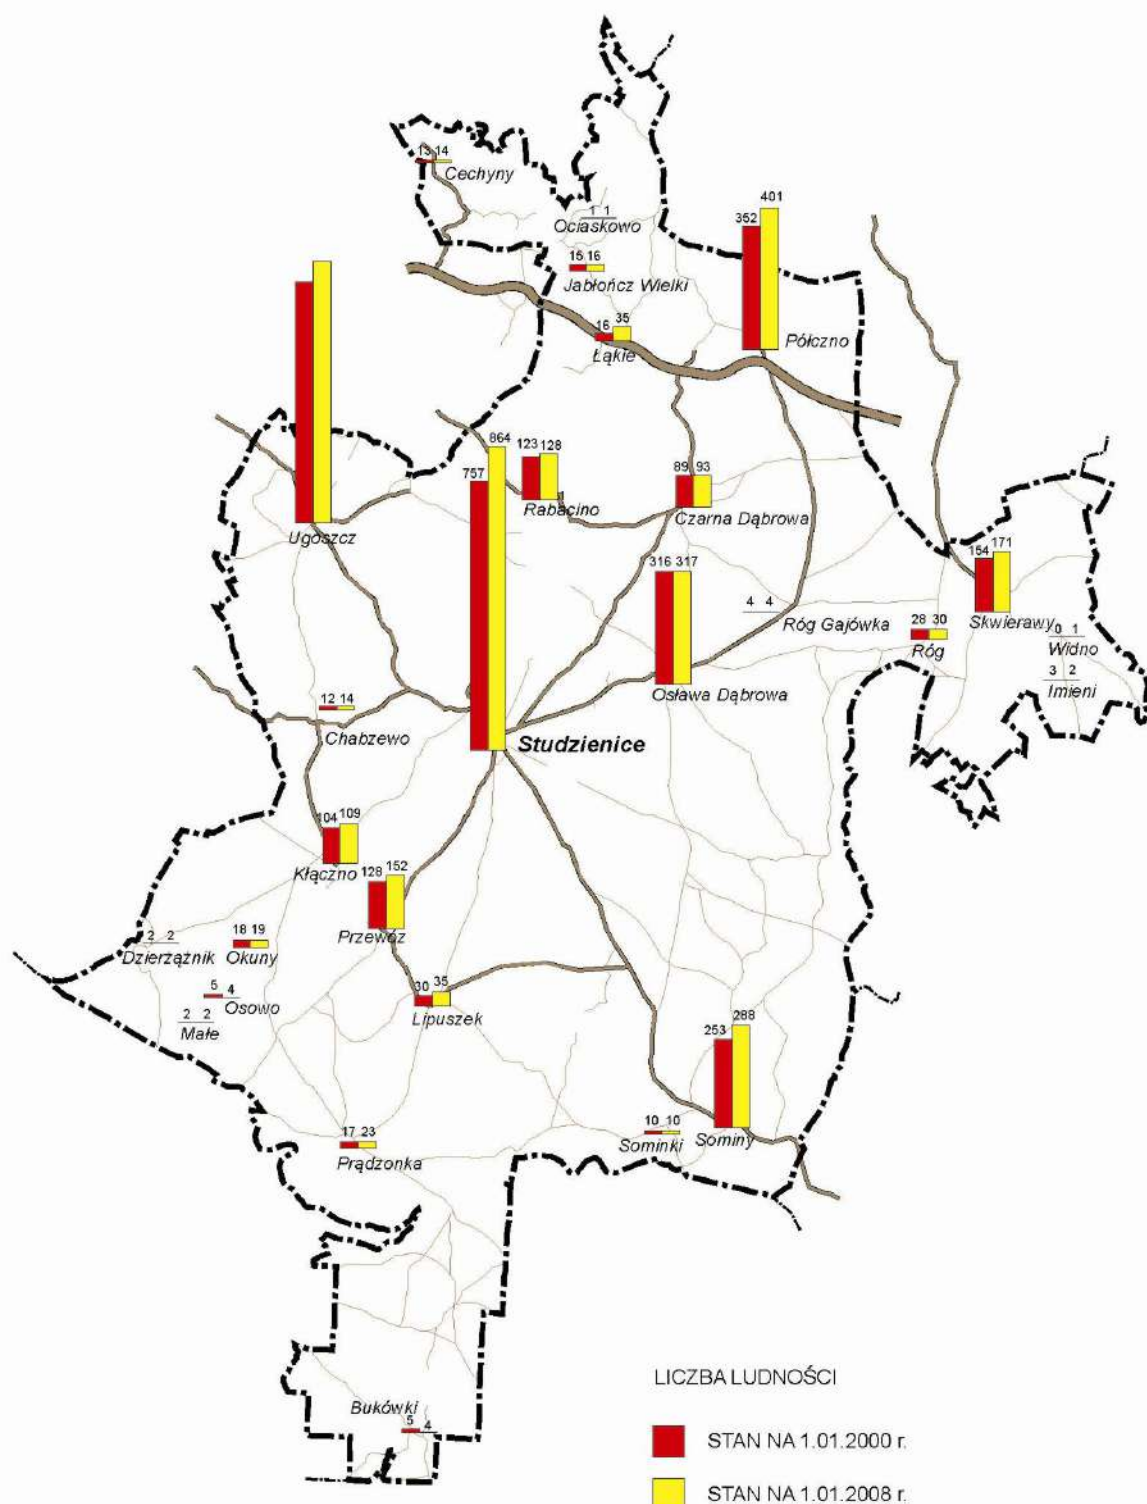 13 14
Cechyny
1 1
Ociaskowo
15 16
Jabłończ Wielki
16 35
Łąkie
352 401
Półczno
Ugoszcz
757 864
123 128
Rabacino
89 93
Czarna Dąbrowa
316 317
Osława Dąbrowa
4 4
Róg Gajówka
28 30
Róg
154 171
Skwierawy
0 1
Widno
3 2
Imieni
12 14
Chabzewo
Studzienice
104 109
Kłączno
128 152
Przewóz
2 2
Dzierżążnik
18 19
Okuny
5 4
Osowo
2 2
Małe
30 35
Lipuszek
253 288
Sominy
10 10
Sominki
17 23
Prądzonka
Bukówki
5 4
LICZBA LUDNOŚCI
STAN NA 1.01.2000 r.
STAN NA 1.01.2008 r.